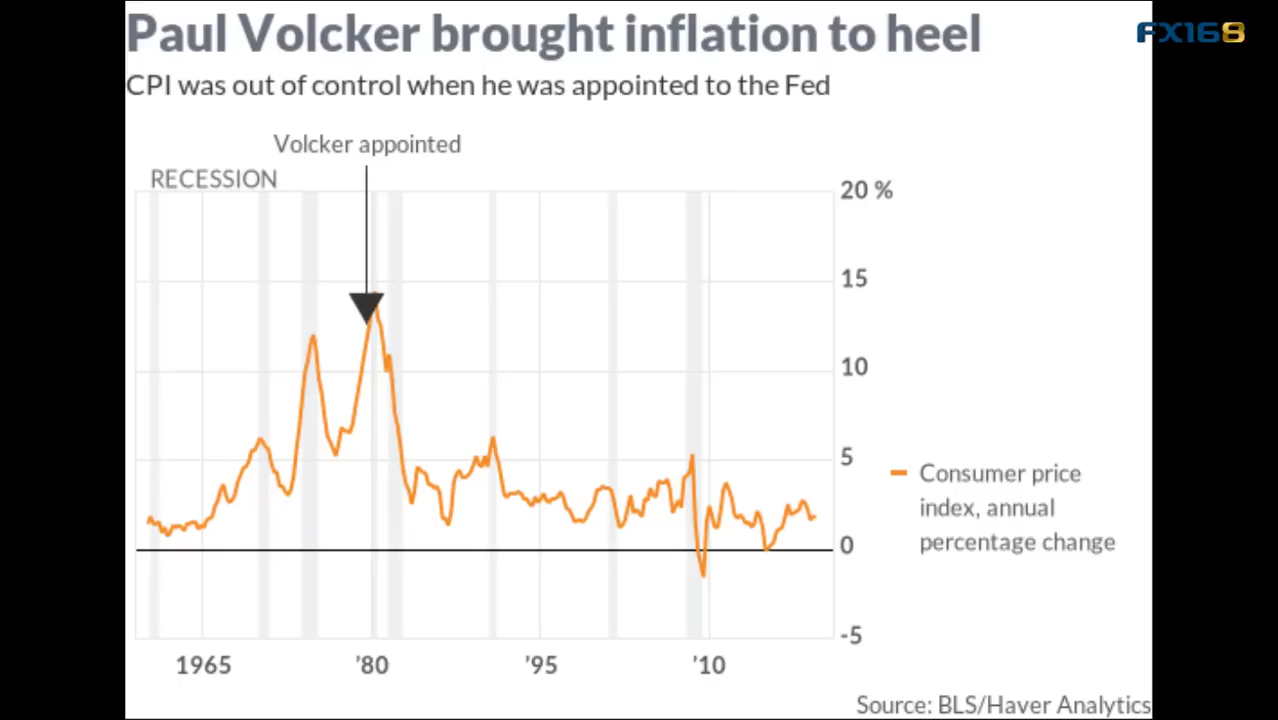 Paul Volcker brought inflation to heel
FX168
CPI was out of control when he was appointed to the Fed
Volcker appointed
RECESSION
20 %
15
10
5
0
-5
Consumer price
index, annual
percentage change
1965 '80 '95 '10
Source: BLS/Haver Analytics